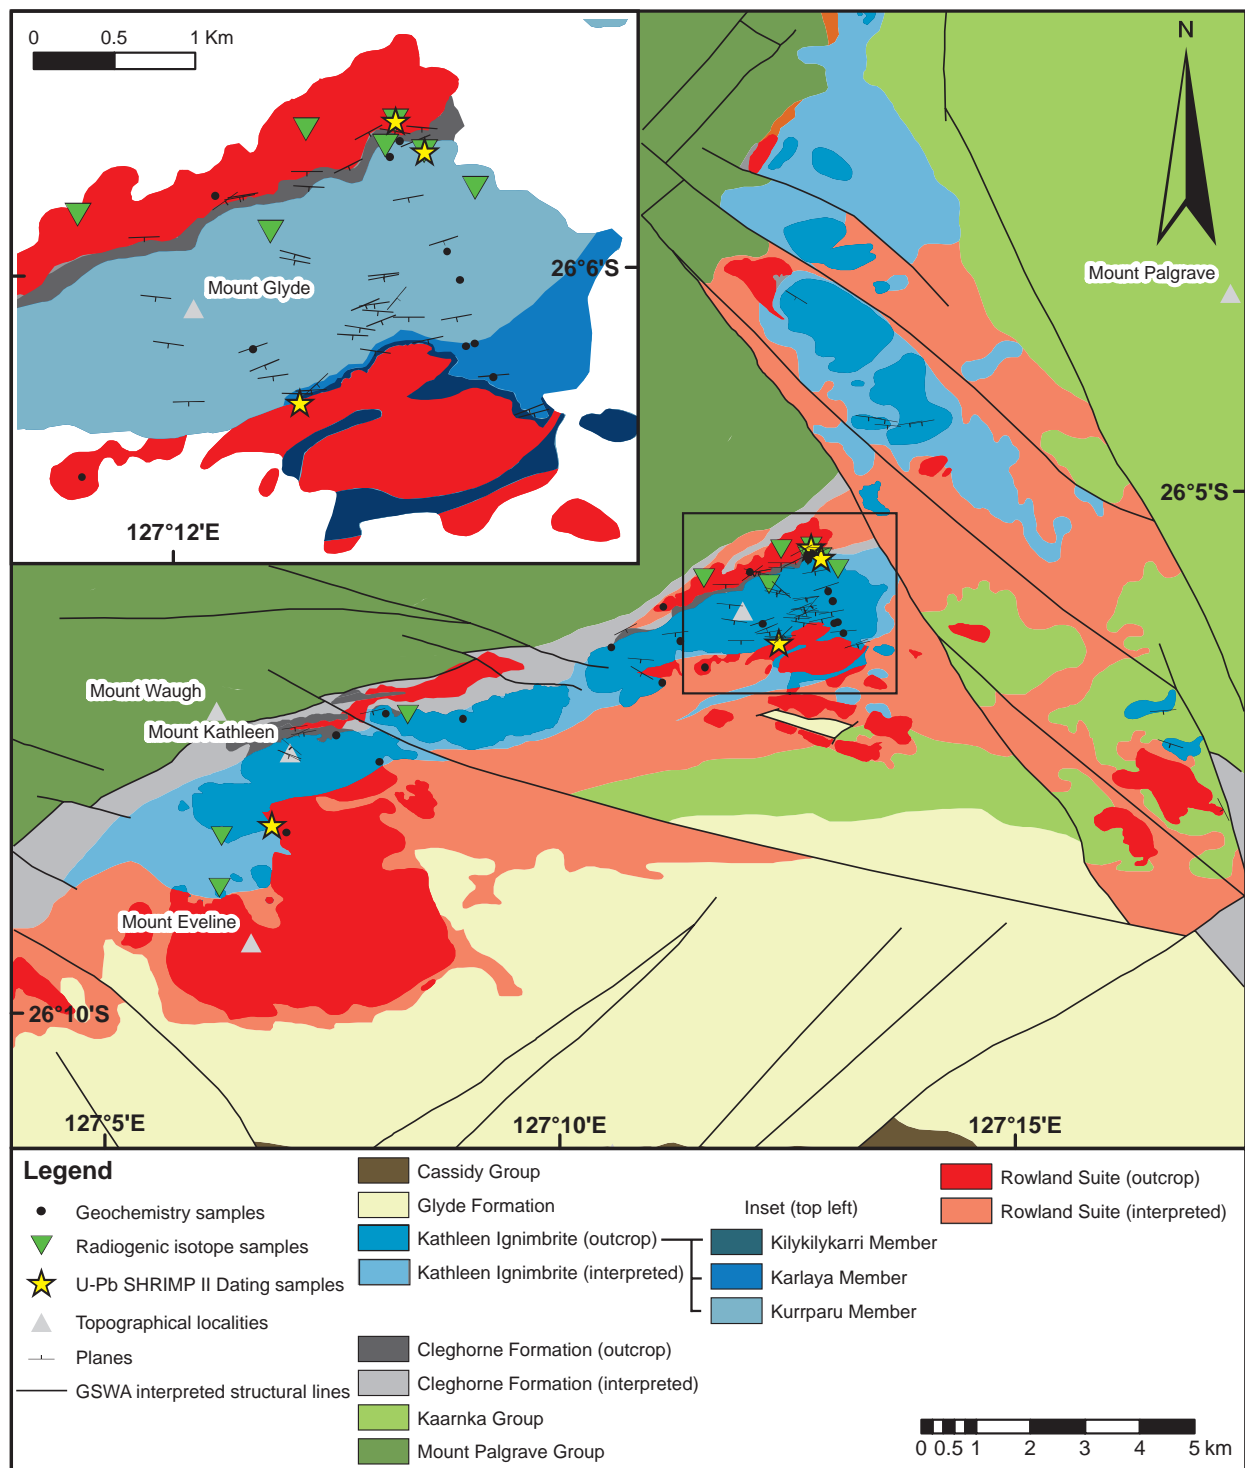 0 0.5 1 Km
N
26°6'S
Mount Palgrave
Mount Glyde
26°5'S
127°12'E
Mount Waugh
Mount Kathleen
Mount Eveline
26°10'S
127°5'E 127°10'E 127°15'E
Legend
Geochemistry samples
Radiogenic isotope samples
U-Pb SHRIMP II Dating samples
Topographical localities
Planes
GSWA interpreted structural lines
Cassidy Group
Glyde Formation
Kathleen Ignimbrite (outcrop)
Kathleen Ignimbrite (interpreted)
Cleghorne Formation (outcrop)
Cleghorne Formation (interpreted)
Kaarnka Group
Mount Palgrave Group
Inset (top left)
Kilykilykarri Member
Karlaya Member
Kurrparu Member
Rowland Suite (outcrop)
Rowland Suite (interpreted)
0 0.5 1 2 3 4 5 km